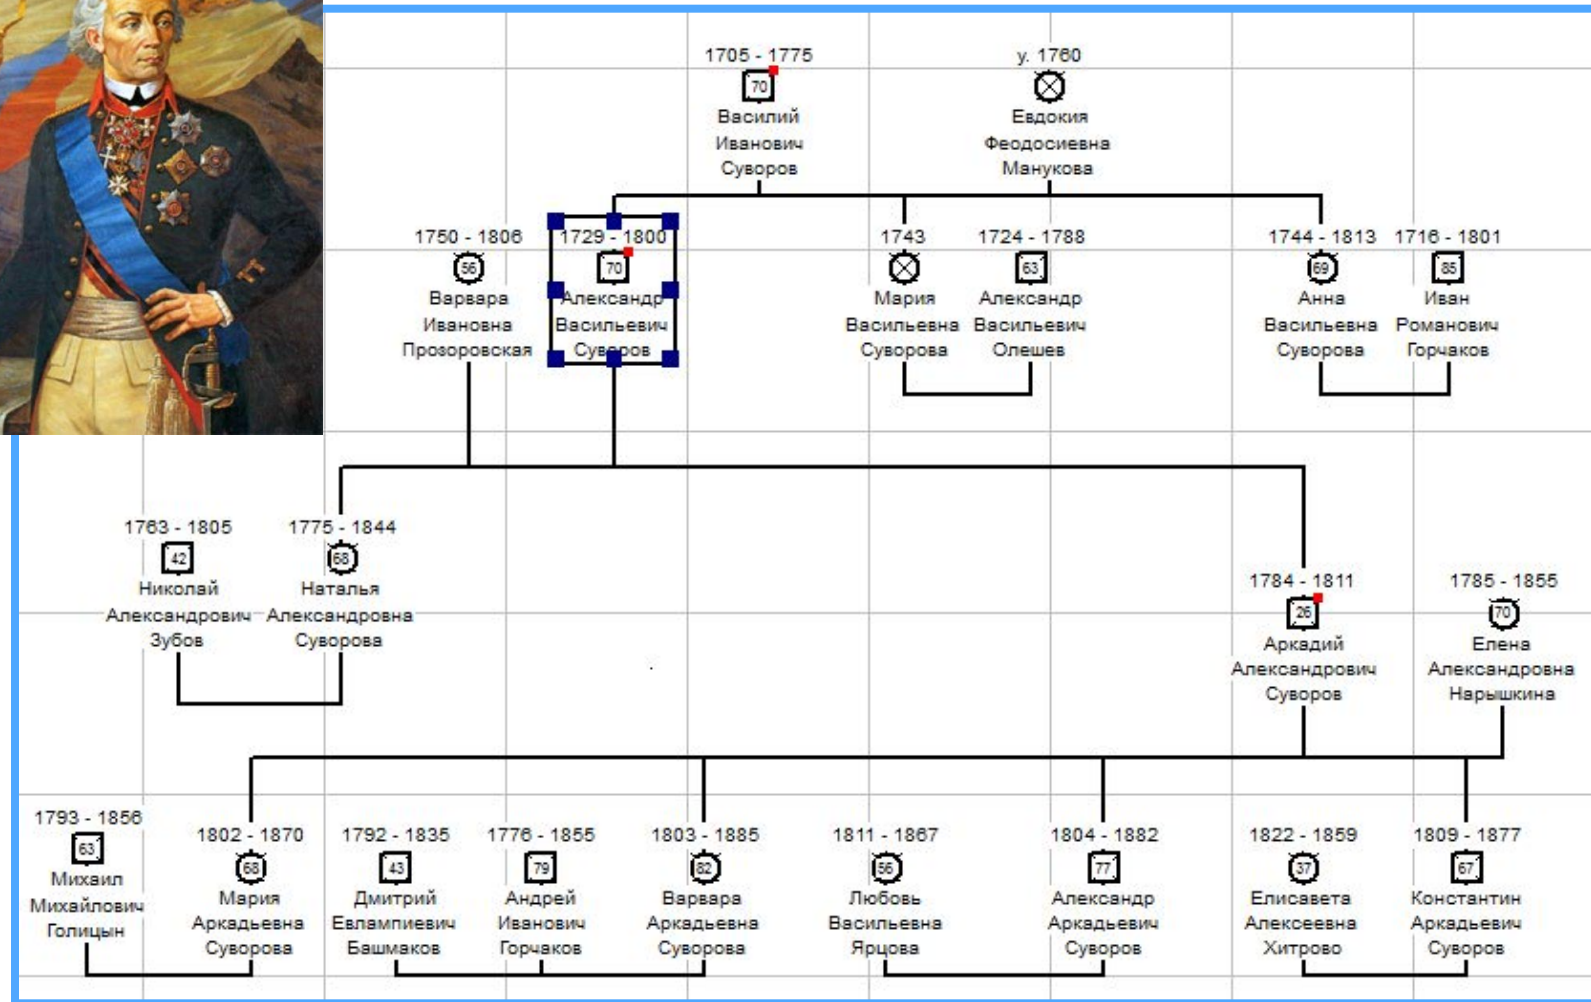 1705 - 1775
70
Василий
Иванович
Суворов
у. 1760
Евдокия
Феодосиевна
Манукова
1750 - 1806
56
Варвара
Ивановна
Прозоровская
1729 - 1800
70
Александр
Васильевич
Суворов
1743
Мария
Васильевна
Суворова
1724 - 1788
63
Александр
Васильевич
Олешев
1744 - 1813
69
Анна
Васильевна
Суворова
1716 - 1801
85
Иван
Романович
Горчаков
1763 - 1805
42
Николай
Александрович
Зубов
1775 - 1844
68
Наталья
Александровна
Суворова
1784 - 1811
26
Аркадий
Александрович
Суворов
1785 - 1855
70
Елена
Александровна
Нарышкина
1793 - 1856
63
Михаил
Михайлович
Голицын
1802 - 1870
68
Мария
Аркадьевна
Суворова
1792 - 1835
43
Дмитрий
Евлампиевич
Башмаков
1776 - 1855
79
Андрей
Иванович
Горчаков
1803 - 1885
82
Варвара
Аркадьевна
Суворова
1811 - 1867
56
Любовь
Васильевна
Ярцова
1804 - 1882
77
Александр
Аркадьевич
Суворов
1822 - 1859
37
Елисавета
Алексеевна
Хитрово
1809 - 1877
67
Константин
Аркадьевич
Суворов